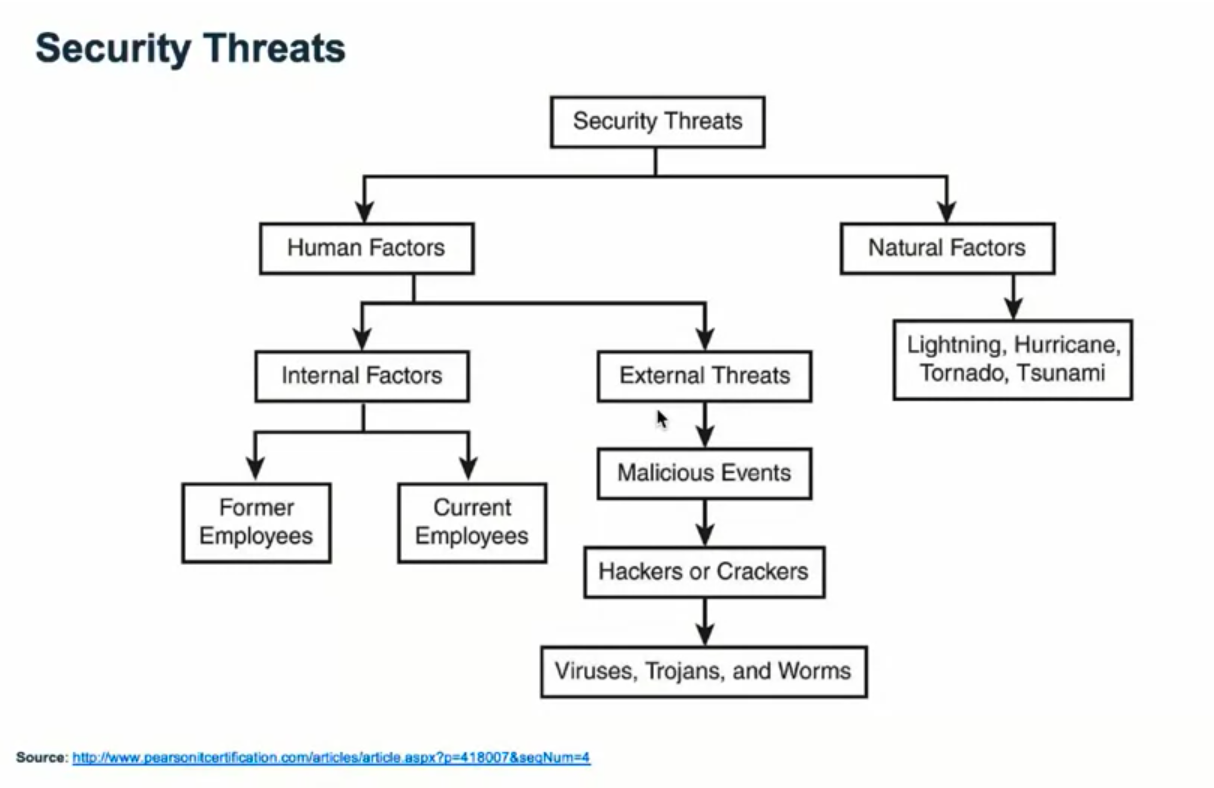 Security Threats
Security Threats
Human Factors
Natural Factors
Lightning, Hurricane,
Tornado, Tsunami
Internal Factors
External Threats
Malicious Events
Former
Employees
Current
Employees
Hackers or Crackers
Viruses, Trojans, and Worms
Source: http://www.pearsonitcertification.com/articles/article.aspx?p=418007&seqNum=4